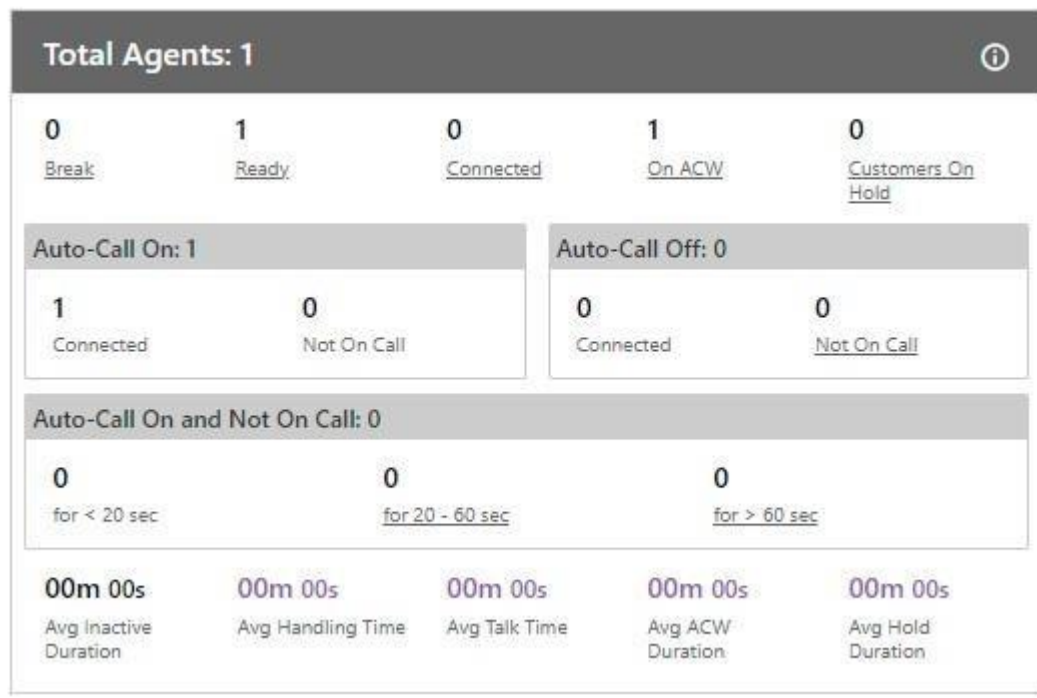 Total Agents: 1
0 1 0 1 0
Break Ready Connected On ACW Customers On
Hold
Auto-Call On: 1 Auto-Call Off: 0
1 0 0 0
Connected Not On Call Connected Not On Call
Auto-Call On and Not On Call: 0
0 0 0
for < 20 sec for 20 - 60 sec for > 60 sec
00m 00s 00m 00s 00m 00s 00m 00s 00m 00s
Avg Inactive Avg Handling Time Avg Talk Time Avg ACW Avg Hold
Duration Duration Duration